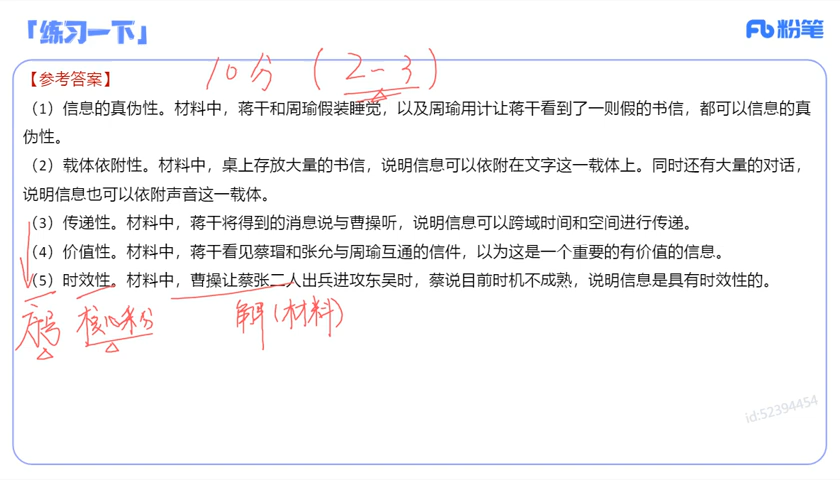 「练习一下」
粉笔
【参考答案】
10分（2－3）
（1）信息的真伪性。材料中，蒋干和周瑜假装睡觉，以及周瑜用计让蒋干看到了一则假的书信，都可以信息的真
伪性。
（2）载体依附性。材料中，桌上存放大量的书信，说明信息可以依附在文字这一载体上。同时还有大量的对话，
说明信息也可以依附声音这一载体。
（3）传递性。材料中，蒋干将得到的消息说与曹操听，说明信息可以跨域时间和空间进行传递。
（4）价值性。材料中，蒋干看见蔡瑁和张允与周瑜互通的信件，以为这是一个重要的有价值的信息。
（5）时效性。材料中，曹操让蔡张二人出兵进攻东吴时，蔡说目前时机不成熟，说明信息是具有时效性的。
序号 核心采分 解（材料）
id:52394454